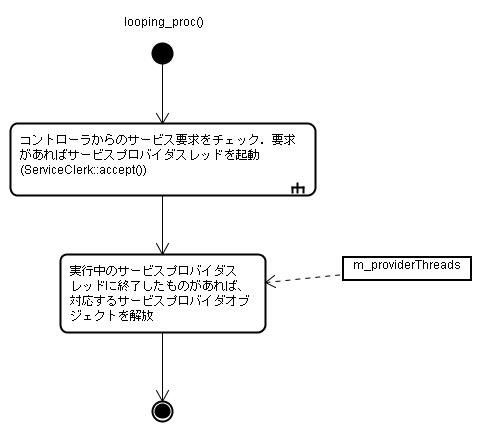 looping_proc()
コントローラからのサービス要求をチェック．要求
があればサービスプロバイダスレッドを起動
(ServiceClerk::accept())
実行中のサービスプロバイダス
レッドに終了したものがあれば、
対応するサービスプロバイダオブ
ジェクトを解放
m_providerThreads